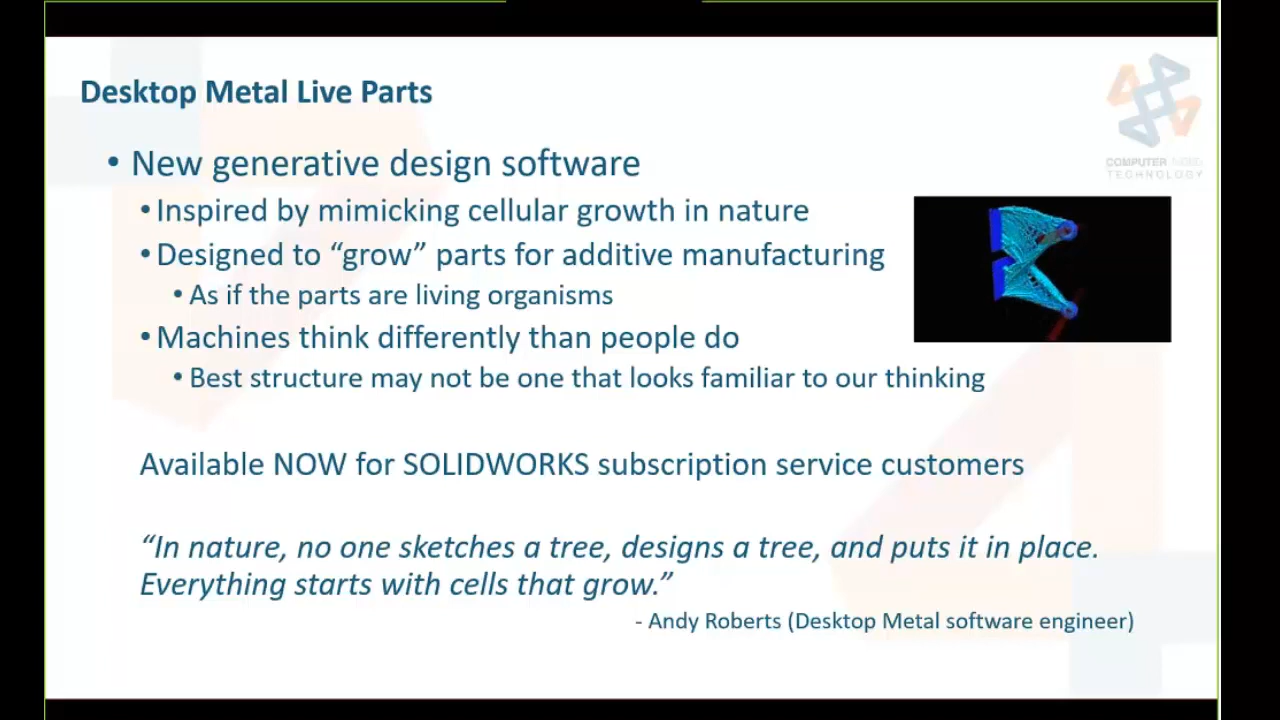 Desktop Metal Live Parts
COMPUTER AIDED
TECHNOLOGY
• New generative design software
• Inspired by mimicking cellular growth in nature
• Designed to “grow” parts for additive manufacturing
• As if the parts are living organisms
• Machines think differently than people do
• Best structure may not be one that looks familiar to our thinking
Available NOW for SOLIDWORKS subscription service customers
“In nature, no one sketches a tree, designs a tree, and puts it in place.
Everything starts with cells that grow.”
- Andy Roberts (Desktop Metal software engineer)